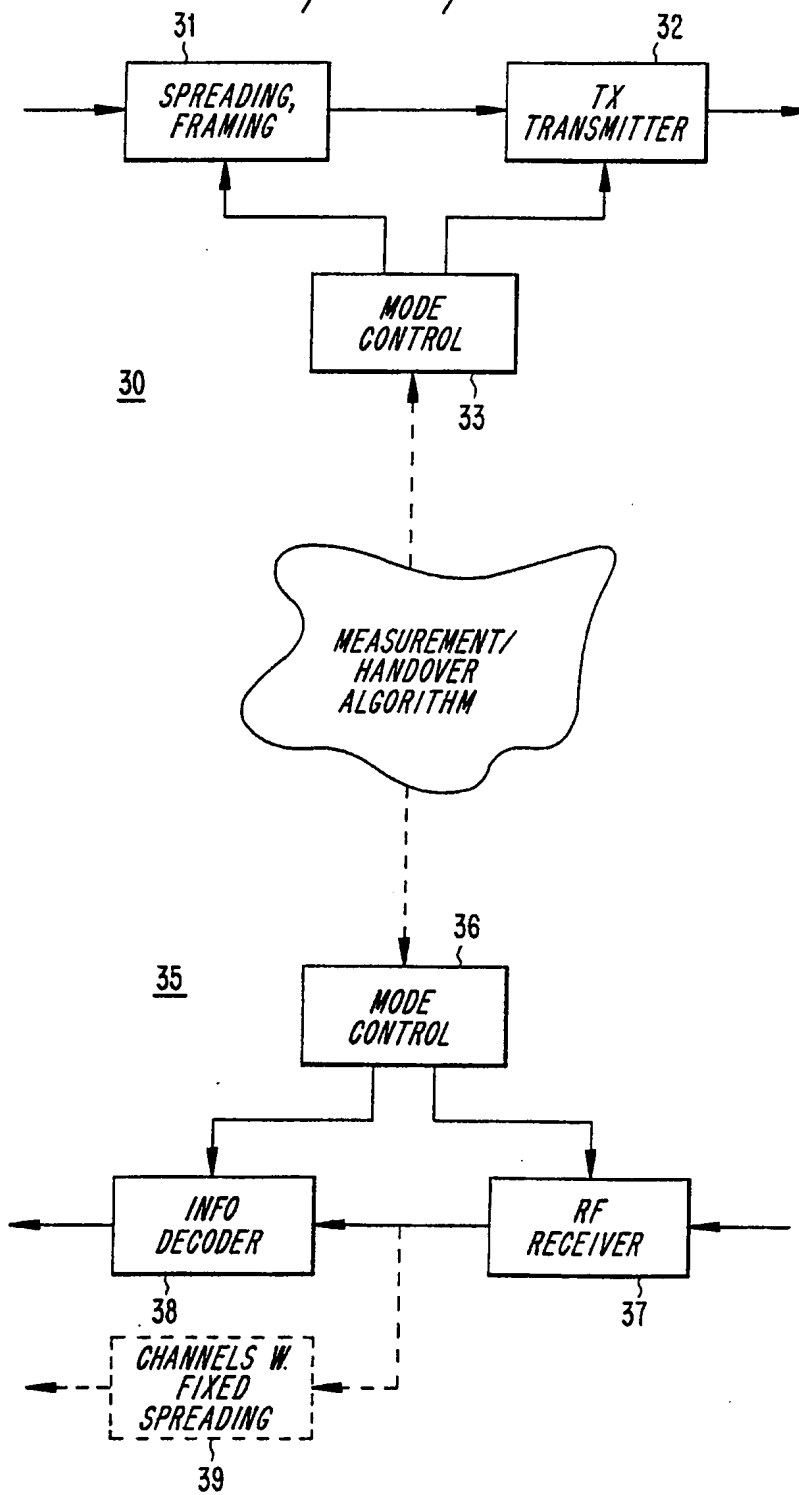 31
32
SPREADING,
FRAMING
TX
TRANSMITTER
MODE
CONTROL
30
33
MEASUREMENT/
HANDOVER
ALGORITHM
36
35
MODE
CONTROL
INFO
DECODER
RF
RECEIVER
38
37
CHANNELS W.
FIXED
SPREADING
39